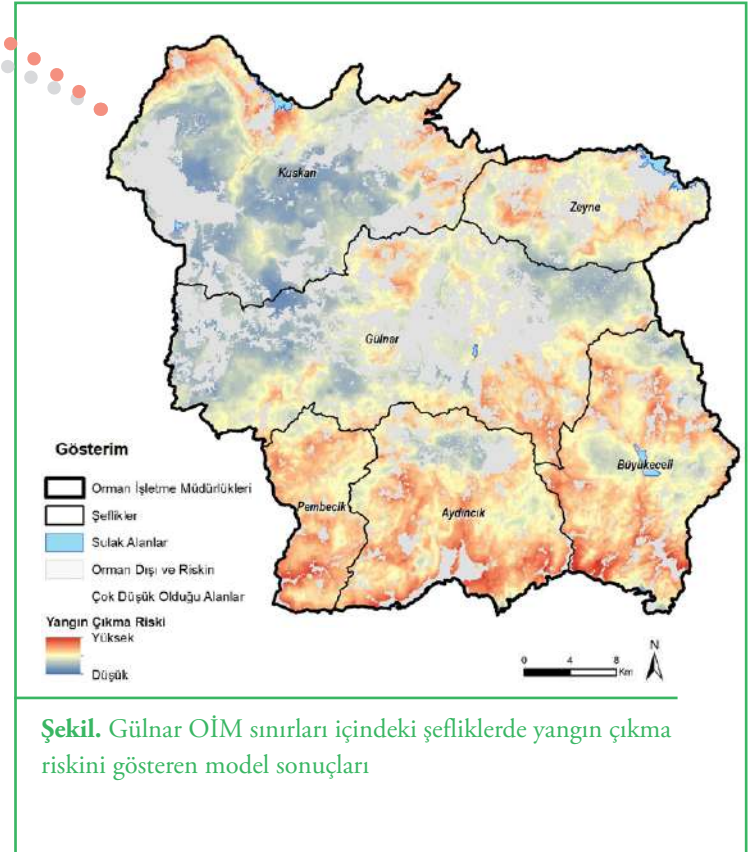 Kuskan
Zeyne
Gülnar
Büyükeceli
Pembecik
Aydıncık
Gösterim
Orman İşletme Müdürlükleri
Şeflikler
Sulak Alanlar
Orman Dışı ve Riskin
Çok Düşük Olduğu Alanlar
Yangın Çıkma Riski
Yüksek
Düşük
0 4 8
Km
N
Şekil. Gülnar OİM sınırları içindeki şefliklerde yangın çıkma
riskini gösteren model sonuçları